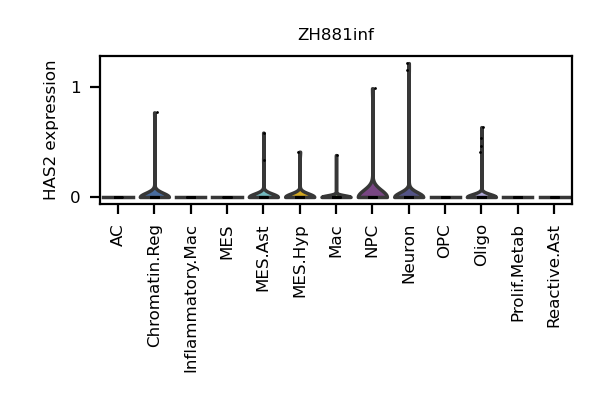 ZH881inf
HAS2 expression
1
0
AC
Chromatin.Reg
Inflammatory.Mac
MES
MES.Ast
MES.Hyp
Mac
NPC
Neuron
OPC
Oligo
Prolif.Metab
Reactive.Ast